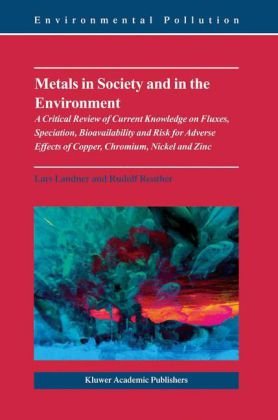 Environmental Pollution
Metals in Society and in the
Environment
A Critical Review of Current Knowledge on Fluxes,
Speciation, Bioavailability and Risk for Adverse
Effects of Copper, Chromium, Nickel and Zinc
Lars Landner and Rudolf Reuther
Kluwer Academic Publishers